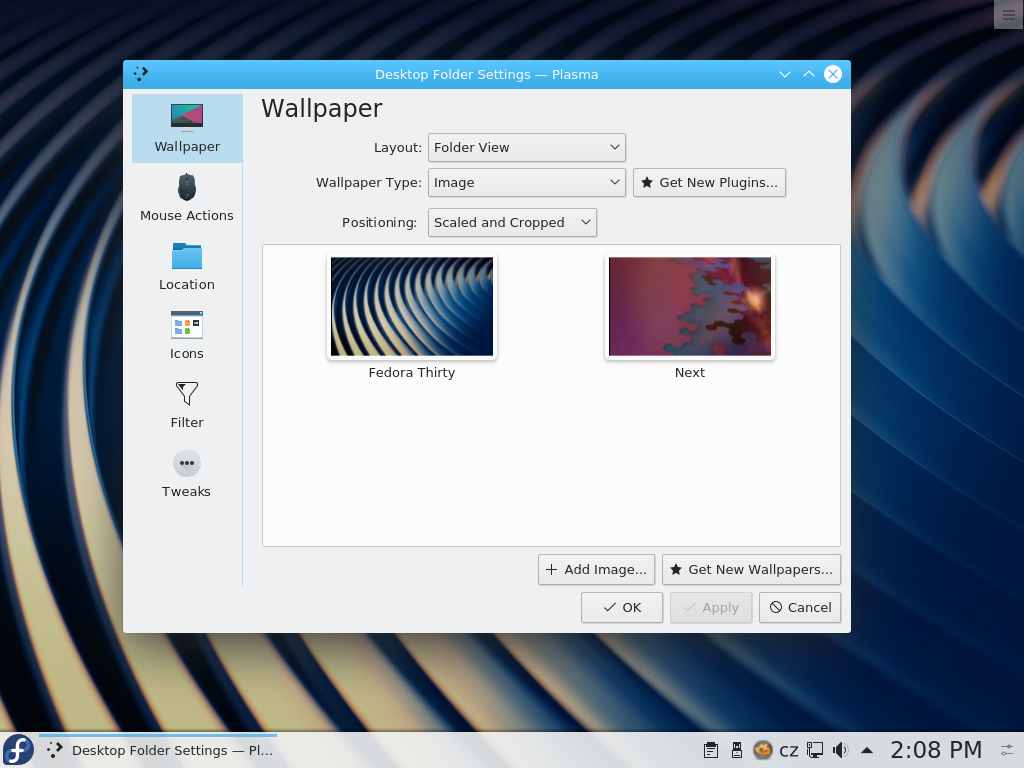 Desktop Folder Settings — Plasma
Wallpaper
Mouse Actions
Location
Icons
Filter
Tweaks
Wallpaper
Layout: Folder View
Wallpaper Type: Image Get New Plugins...
Positioning: Scaled and Cropped
Fedora Thirty Next
Add Image... Get New Wallpapers...
OK Apply Cancel
Desktop Folder Settings — Pl... cz 2:08 PM